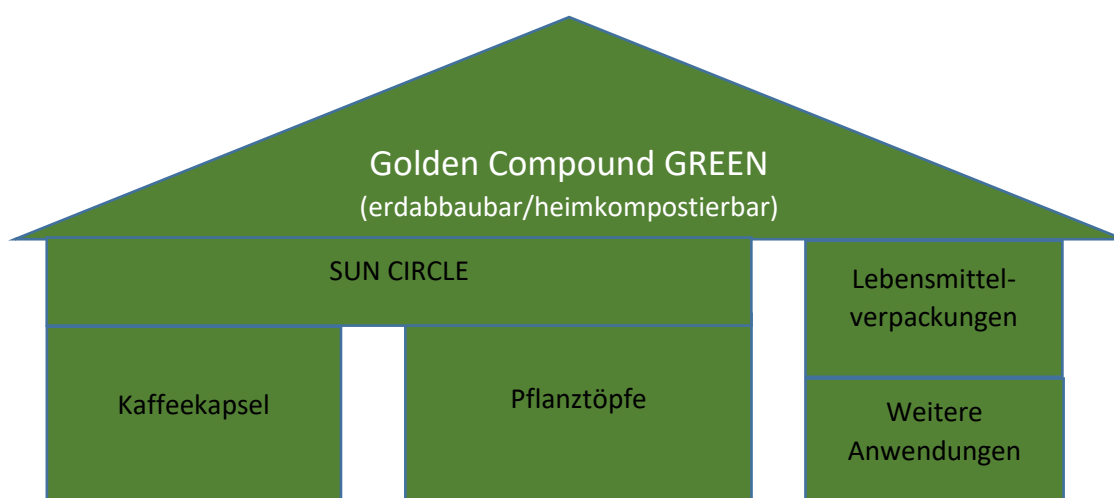 Golden Compound GREEN
(erdabbaubar/heimkompostierbar)
SUN CIRCLE
Lebensmittel-
verpackungen
Kaffeekapsel
Pflanztöpfe
Weitere
Anwendungen